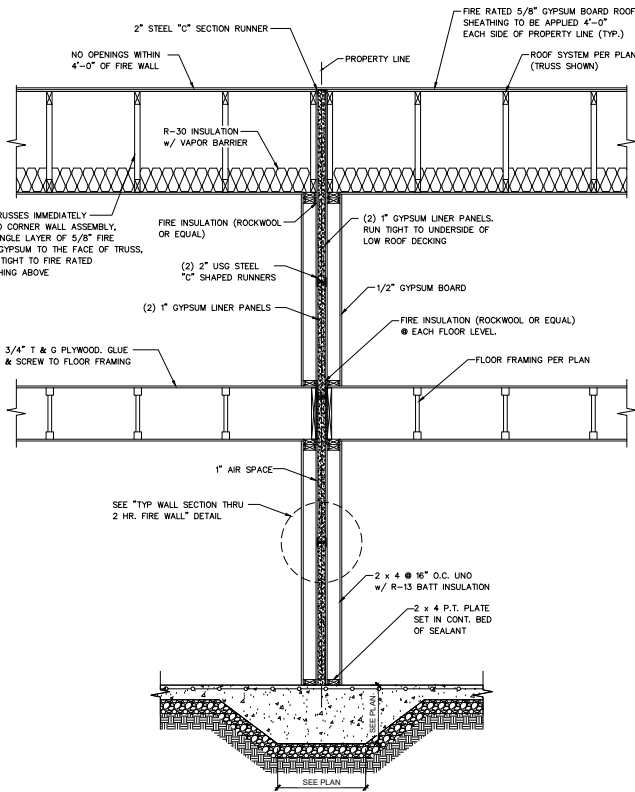 2" STEEL "C" SECTION RUNNER
FIRE RATED 5/8" GYPSUM BOARD ROOF
SHEATHING TO BE APPLIED 4'-0"
EACH SIDE OF PROPERTY LINE (TYP.)
NO OPENINGS WITHIN
4'-0" OF FIRE WALL
PROPERTY LINE
ROOF SYSTEM PER PLAN
(TRUSS SHOWN)
R-30 INSULATION
w/ VAPOR BARRIER
RUSSES IMMEDIATELY
CORNER WALL ASSEMBLY,
NGLE LAYER OF 5/8" FIRE
GYPSUM TO THE FACE OF TRUSS,
TIGHT TO FIRE RATED
HING ABOVE
FIRE INSULATION (ROCKWOOL
OR EQUAL)
(2) 1" GYPSUM LINER PANELS.
RUN TIGHT TO UNDERSIDE OF
LOW ROOF DECKING
(2) 2" USG STEEL
"C" SHAPED RUNNERS
1/2" GYPSUM BOARD
(2) 1" GYPSUM LINER PANELS
FIRE INSULATION (ROCKWOOL OR EQUAL)
@ EACH FLOOR LEVEL.
3/4" T & G PLYWOOD. GLUE
& SCREW TO FLOOR FRAMING
FLOOR FRAMING PER PLAN
1" AIR SPACE
SEE "TYP WALL SECTION THRU
2 HR. FIRE WALL" DETAIL
2 x 4 @ 16" O.C. UNO
w/ R-13 BATT INSULATION
2 x 4 P.T. PLATE
SET IN CONT. BED
OF SEALANT
SEE PLAN
SEE PLAN